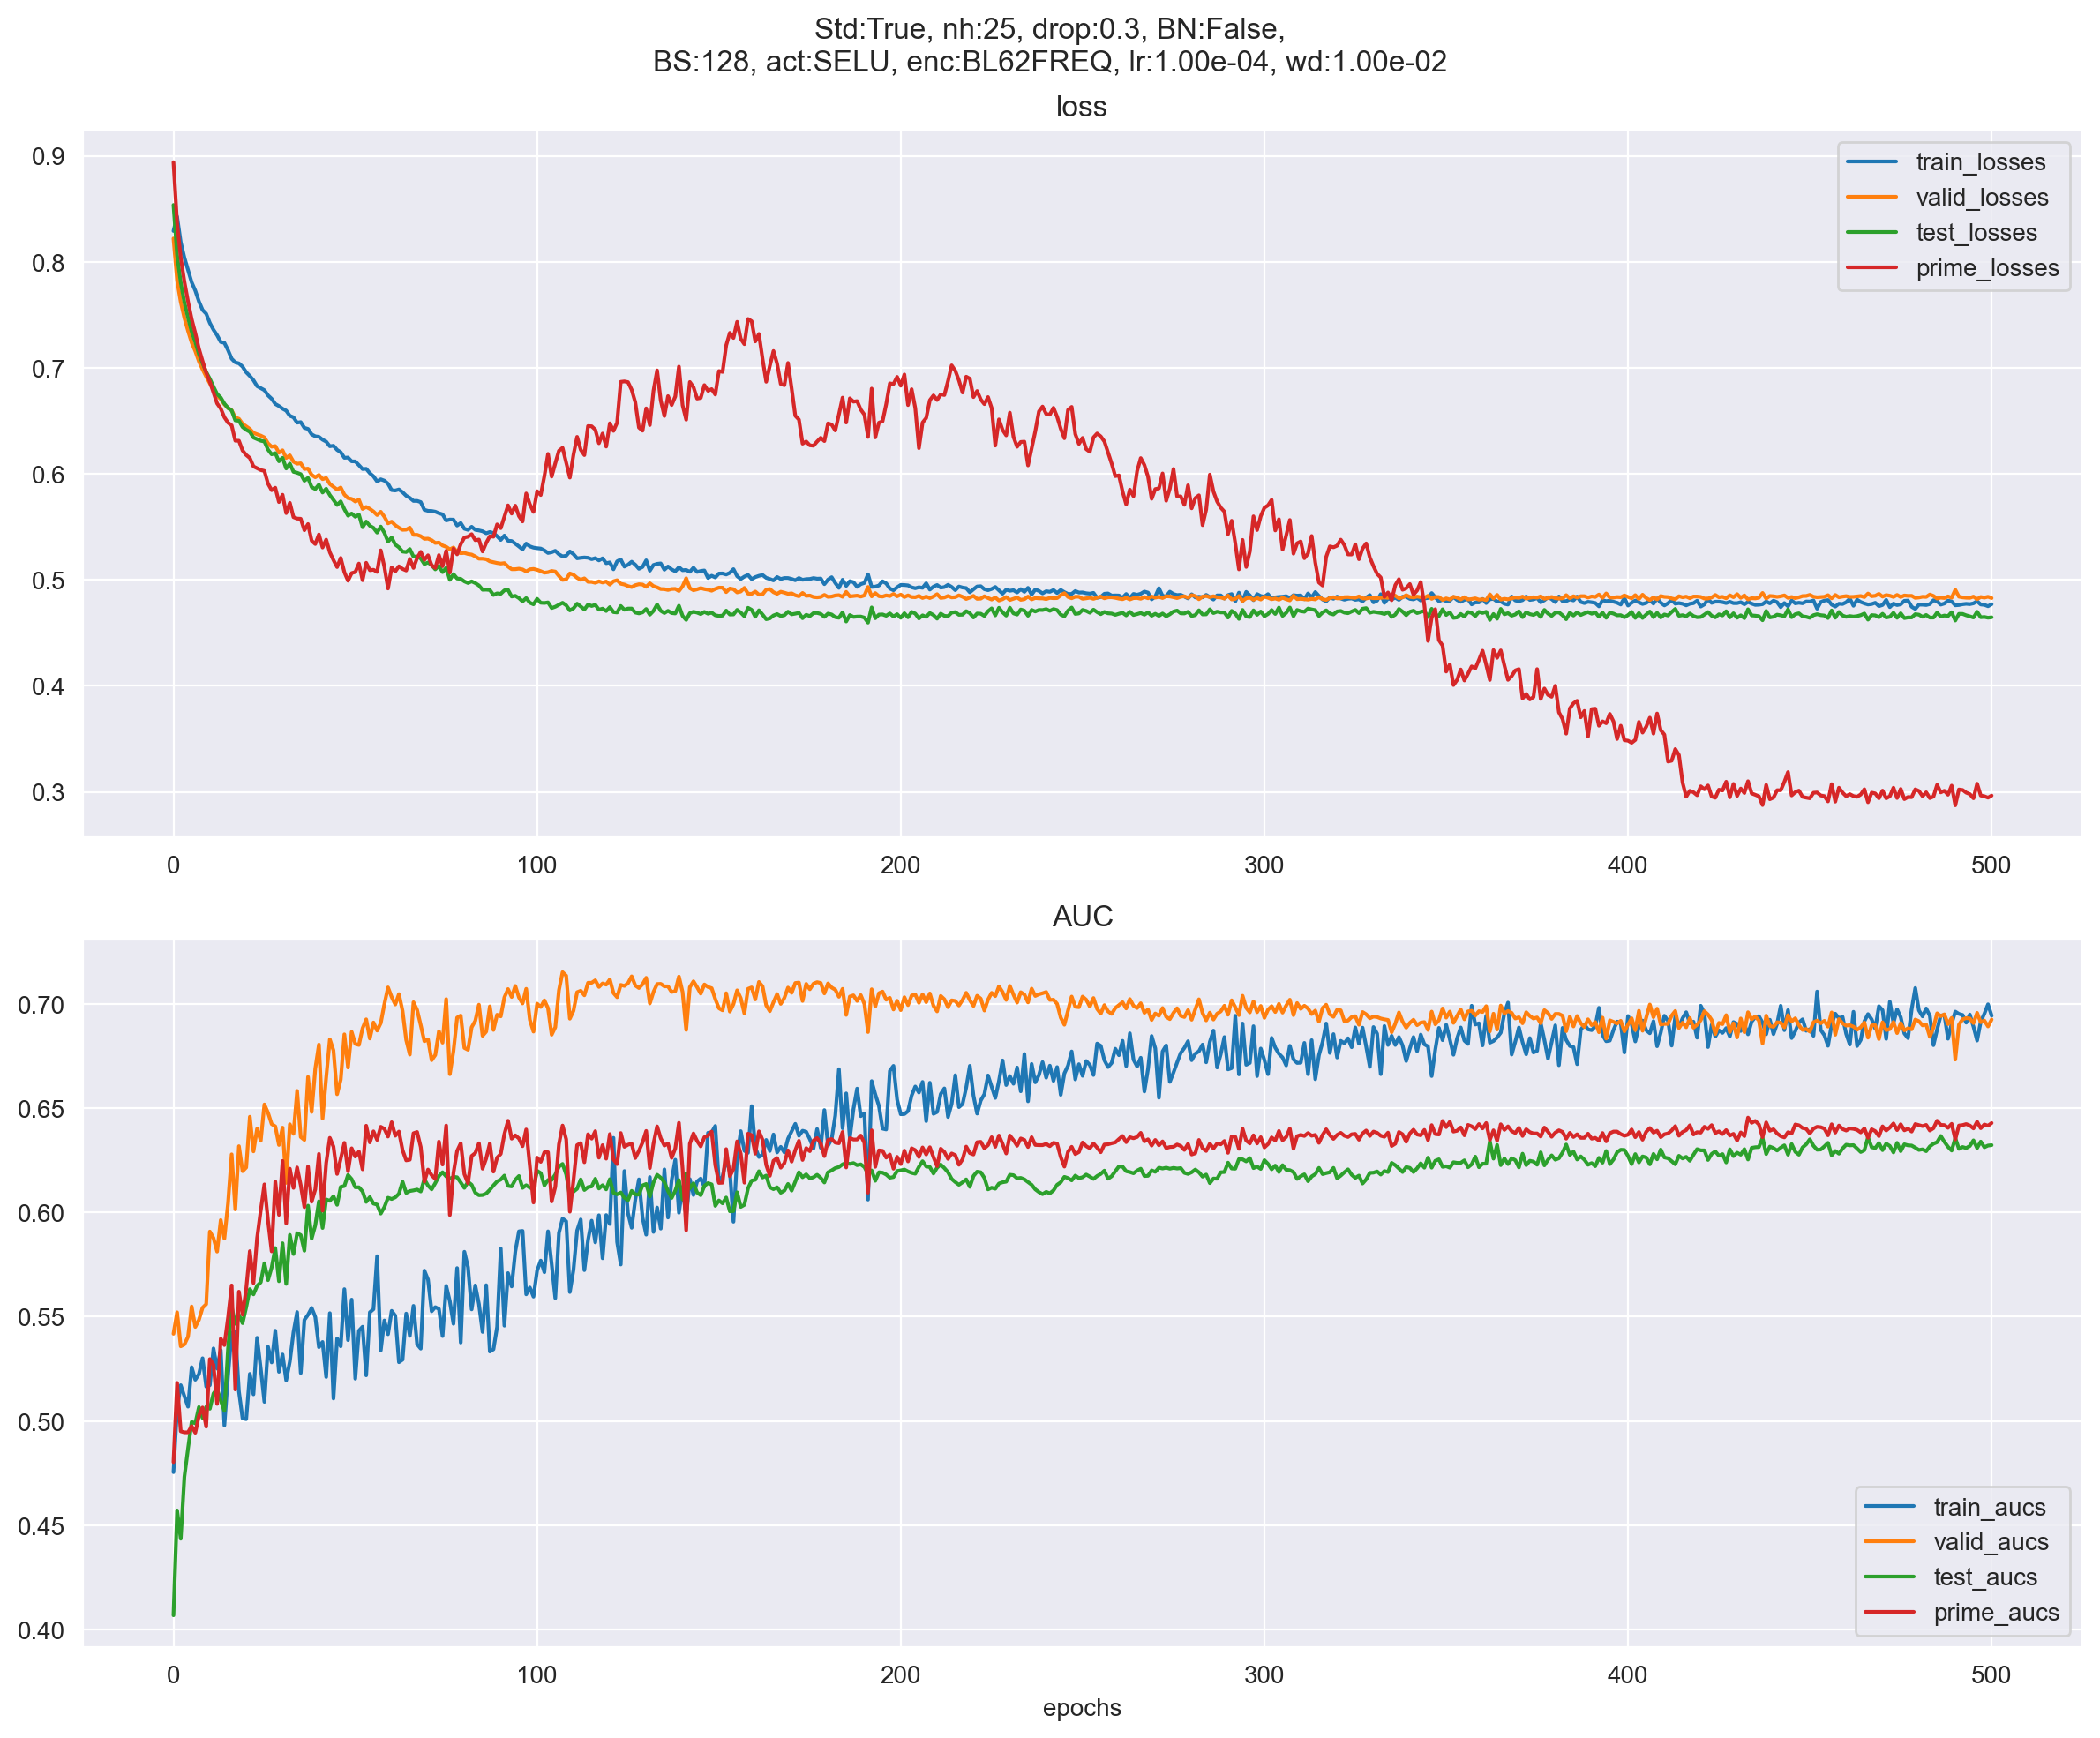 Std:True, nh:25, drop:0.3, BN:False,
BS:128, act:SELU, enc:BL62FREQ, lr:1.00e-04, wd:1.00e-02
loss
0.9
0.8
0.7
0.6
0.5
0.4
0.3
train_losses
valid_losses
test_losses
prime_losses
0 100 200 300 400 500
AUC
0.70
0.65
0.60
0.55
0.50
0.45
0.40
train_aucs
valid_aucs
test_aucs
prime_aucs
0 100 200 300 400 500
epochs